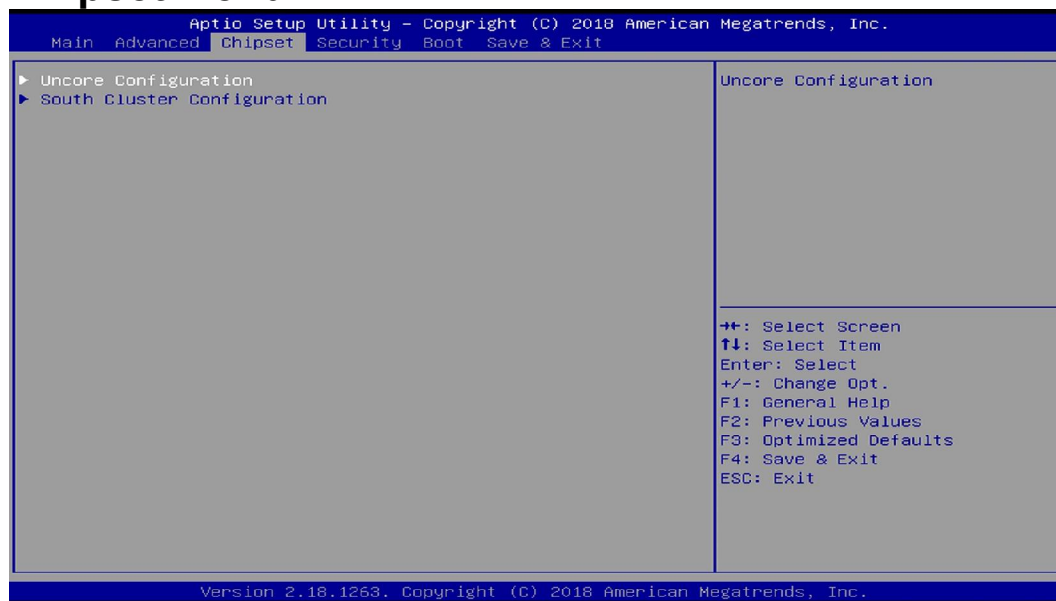 Aptio Setup Utility – Copyright (C) 2018 American Megatrends, Inc.
Main Advanced Chipset Security Boot Save & Exit
▶ Uncore Configuration
▶ South Cluster Configuration
Uncore Configuration
→←: Select Screen
↑↓: Select Item
Enter: Select
+/-: Change Opt.
F1: General Help
F2: Previous Values
F3: Optimized Defaults
F4: Save & Exit
ESC: Exit
Version 2.18.1263. Copyright (C) 2018 American Megatrends, Inc.